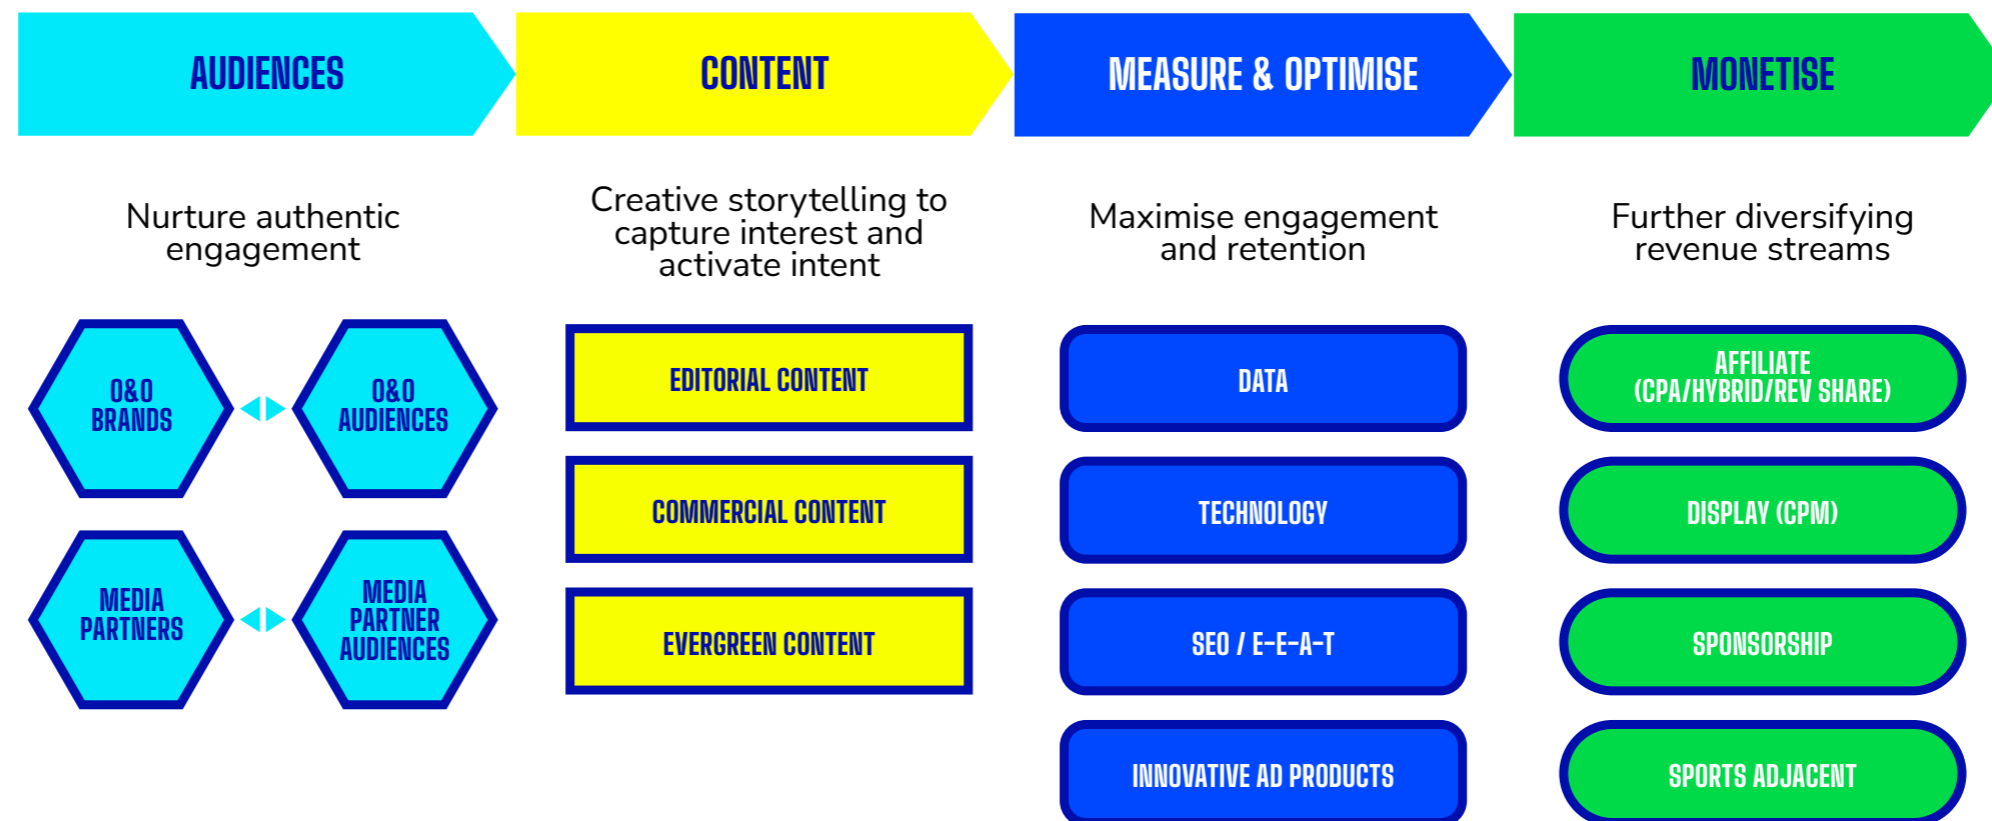 AUDIENCES
CONTENT
MEASURE & OPTIMISE
MONETISE
Nurture authentic
engagement
Creative storytelling to
capture interest and
activate intent
Maximise engagement
and retention
Further diversifying
revenue streams
O&O
BRANDS
O&O
AUDIENCES
MEDIA
PARTNERS
MEDIA
PARTNER
AUDIENCES
EDITORIAL CONTENT
COMMERCIAL CONTENT
EVERGREEN CONTENT
DATA
TECHNOLOGY
SEO / E-E-A-T
INNOVATIVE AD PRODUCTS
AFFILIATE
(CPA/HYBRID/REV SHARE)
DISPLAY (CPM)
SPONSORSHIP
SPORTS ADJACENT